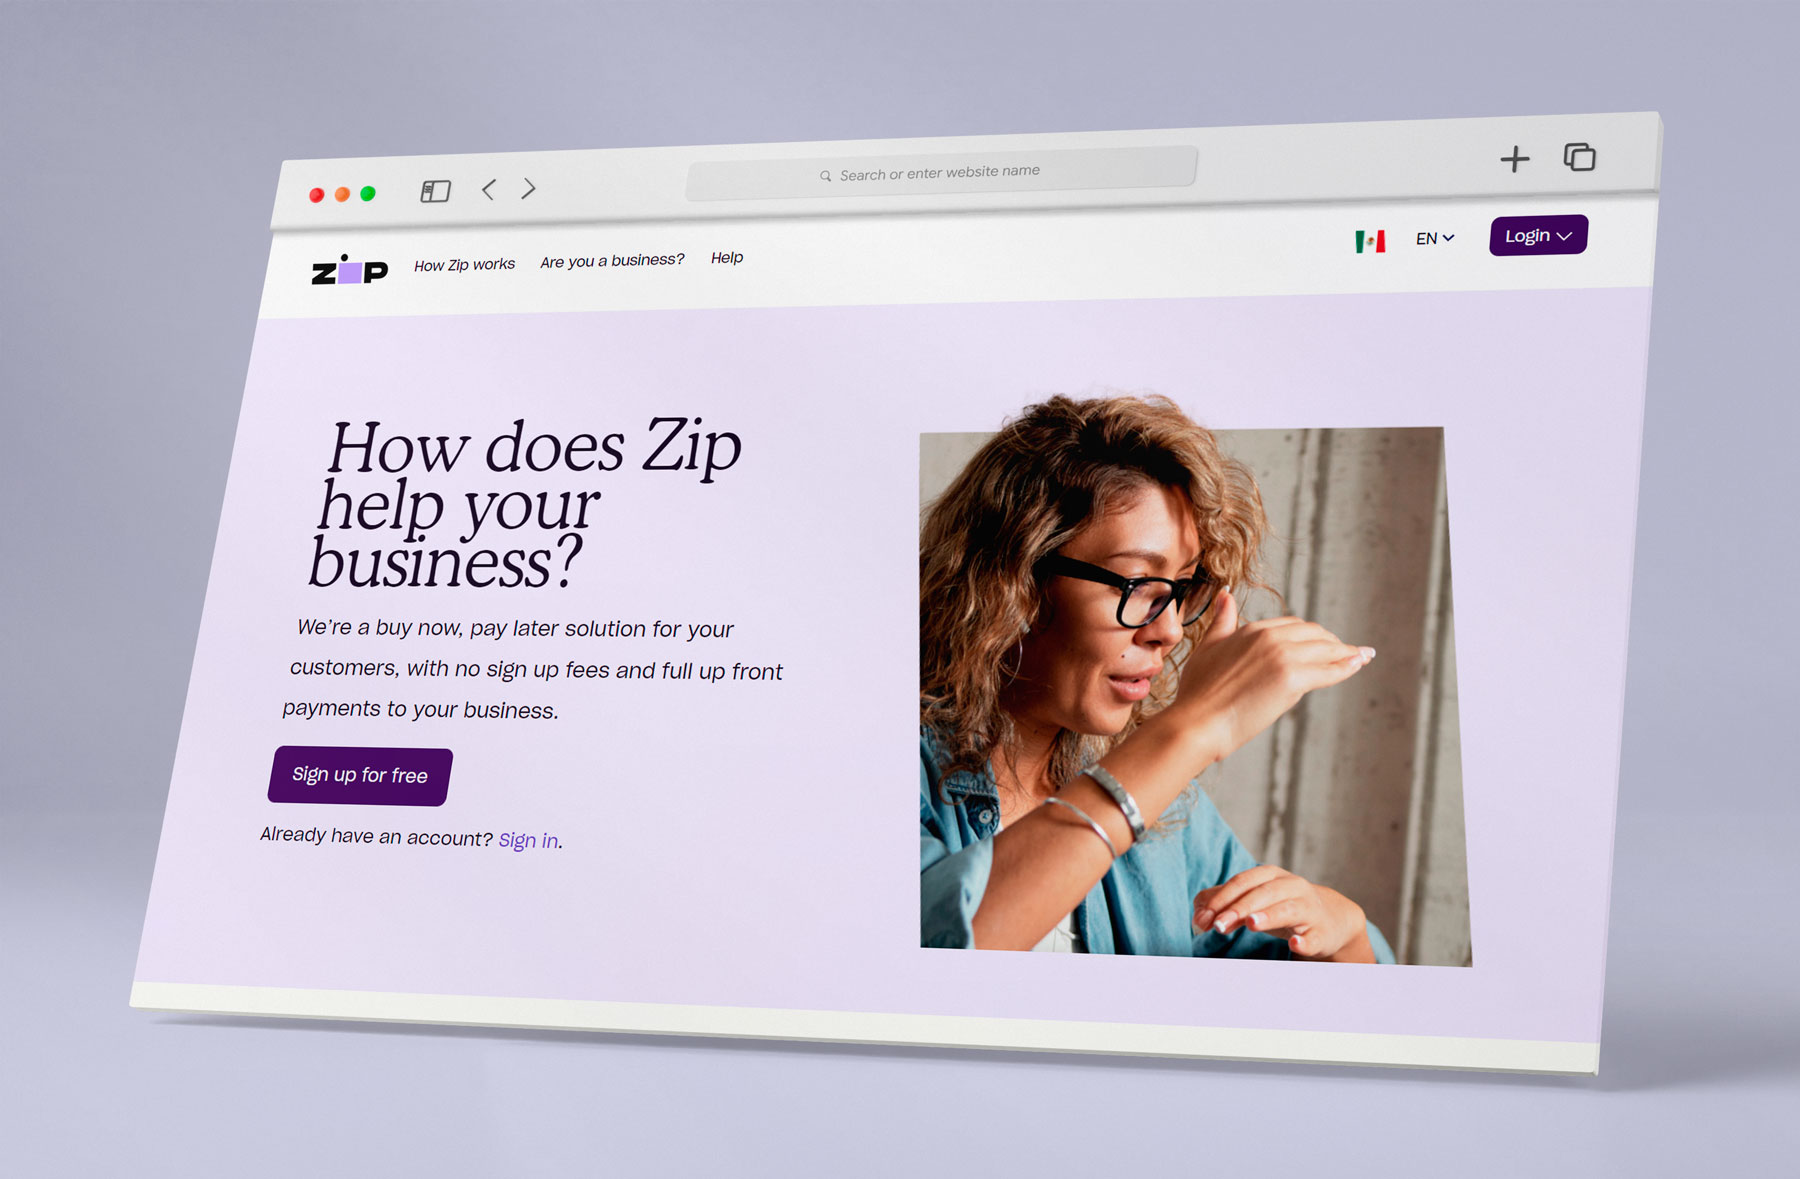 Search or enter website name
zip
How Zip works
Are you a business?
Help
EN
Login
How does Zip
help your
business?
We’re a buy now, pay later solution for your
customers, with no sign up fees and full up front
payments to your business.
Sign up for free
Already have an account? Sign in.